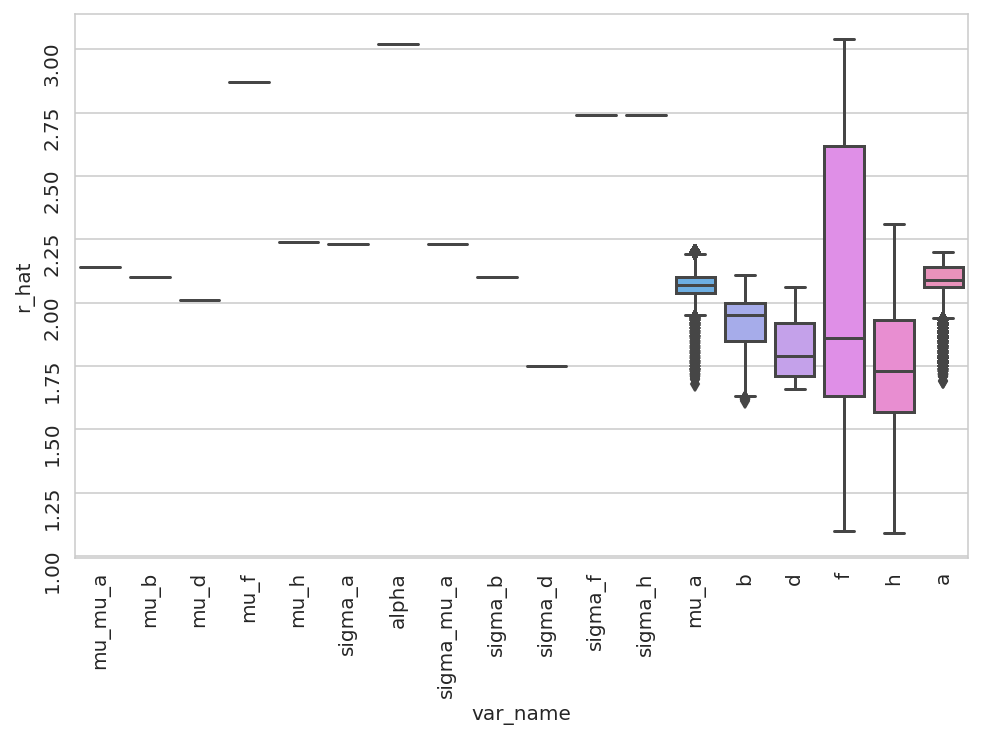 3.00
2.75
2.50
2.25
2.00
1.75
1.50
1.25
1.00
r_hat
mu_mu_a
mu_b
mu_d
mu_f
mu_h
sigma_a
alpha
sigma_mu_a
sigma_b
sigma_d
sigma_f
sigma_h
mu_a
b
d
f
h
a
var_name